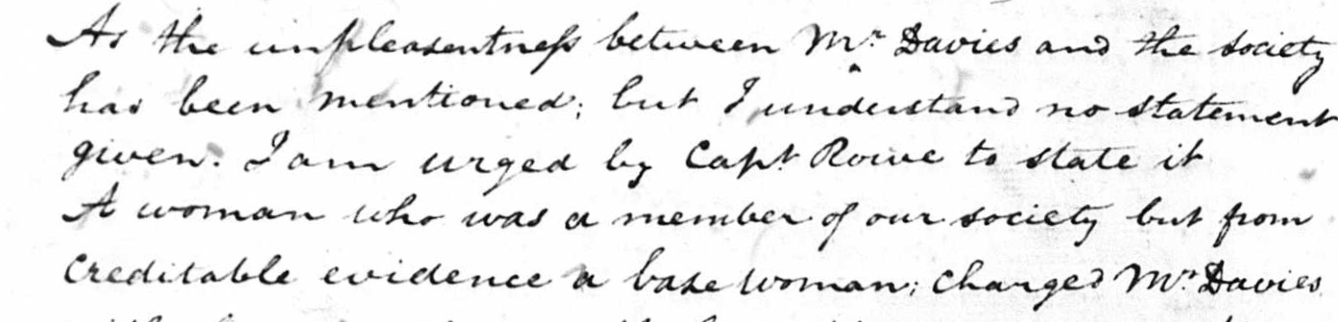 As the unpleasentness between Mr. Davies and the society
has been mentioned; but I understand no statement
given. I am urged by Capt Rowe to state it
A woman who was a member of our society but from
Creditable evidence a base woman; charged Mr. Davies